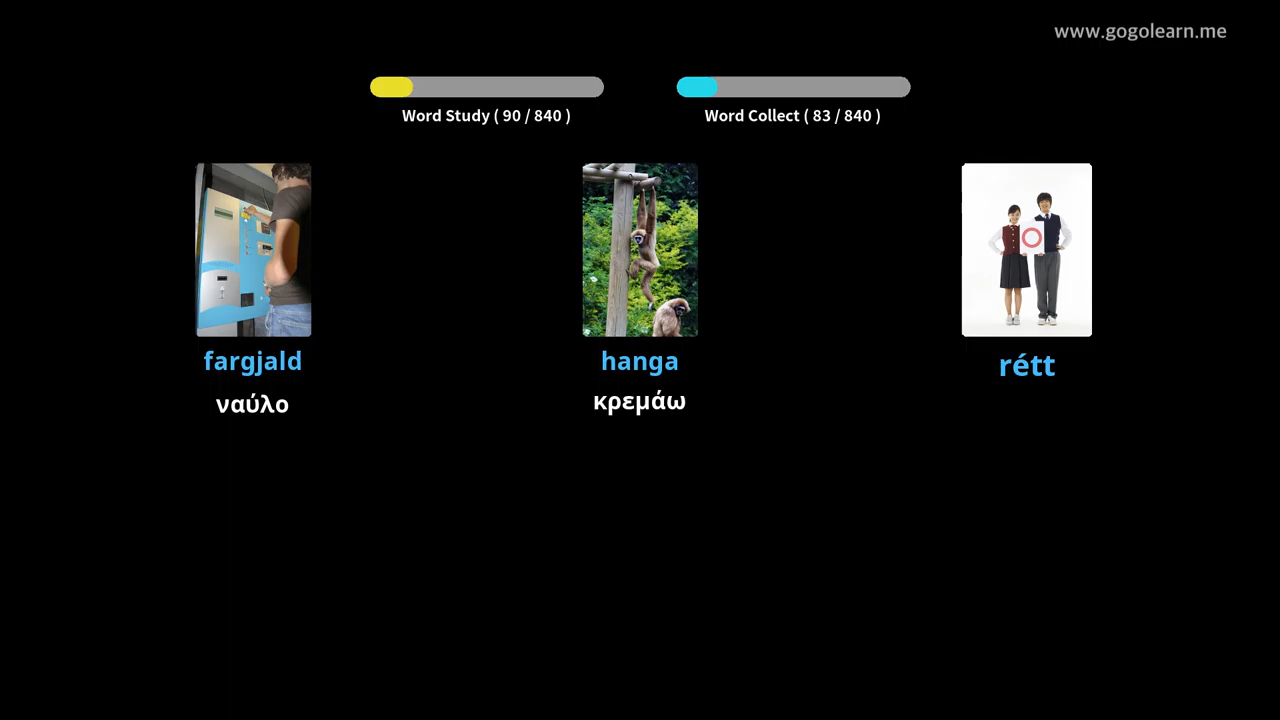 www.gogolearn.me
Word Study ( 90 / 840 )
Word Collect ( 83 / 840 )
fargjald
hanga
rétt
ναύλο
κρεμάω